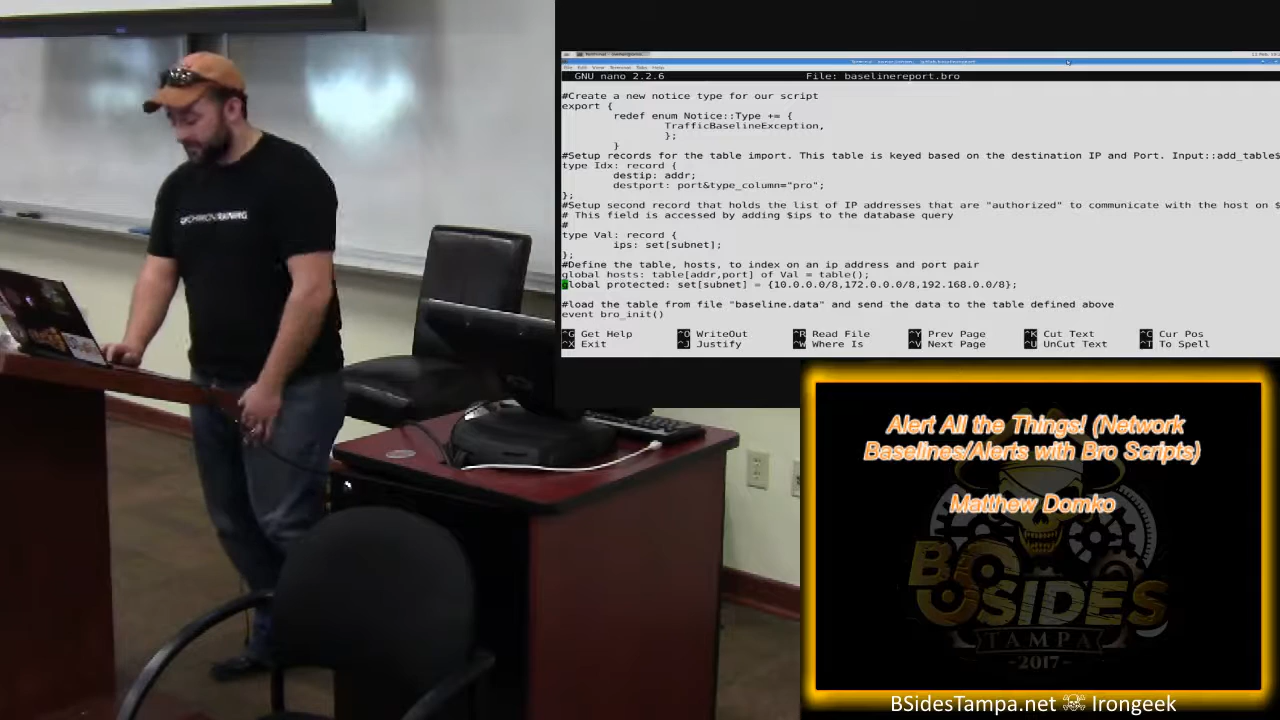 GNU nano 2.2.6 File: baselinereport.bro
#Create a new notice type for our script
export {
redef enum Notice::Type += {
TrafficBaselineException,
};
}
#Setup records for the table import. This table is keyed based on the destination IP and Port. Input::add_table$
type Idx: record {
destip: addr;
destport: port&type_column="pro";
};
#Setup second record that holds the list of IP addresses that are "authorized" to communicate with the host on $
# This field is accessed by adding $ips to the database query
#
type Val: record {
ips: set[subnet];
};
#Define the table, hosts, to index on an ip address and port pair
global hosts: table[addr,port] of Val = table();
global protected: set[subnet] = {10.0.0.0/8,172.0.0.0/8,192.168.0.0/8};
#load the table from file "baseline.data" and send the data to the table defined above
event bro_init()
^G Get Help ^O WriteOut ^R Read File ^Y Prev Page ^K Cut Text ^C Cur Pos
^X Exit ^J Justify ^W Where Is ^V Next Page ^U UnCut Text ^T To Spell
Alert All the Things! (Network
Baselines/Alerts with Bro Scripts)
Matthew Domko
BSIDES
TAMPA
-2017-
BSidesTampa.net Irongeek